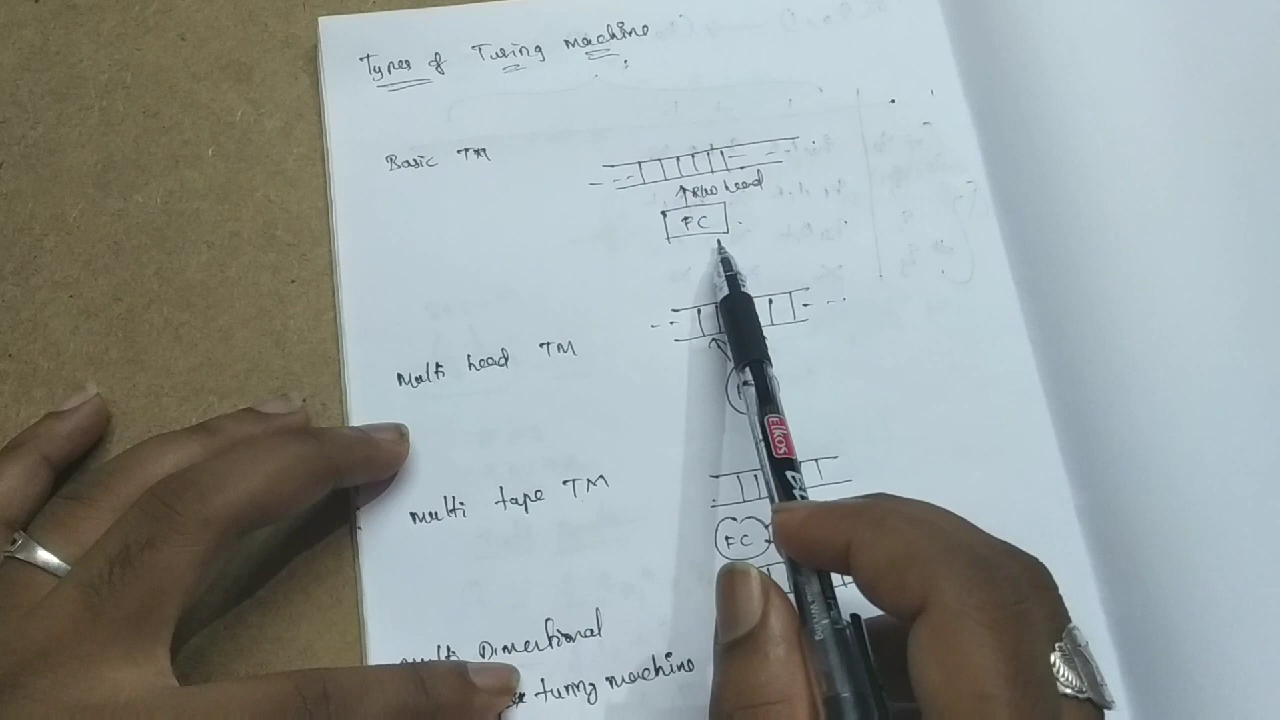 Types of Turing machine
Basic TM
R/w head
FC
Multi head TM
Elkos
multi tape TM
FC
multi Dimentional
turing machine